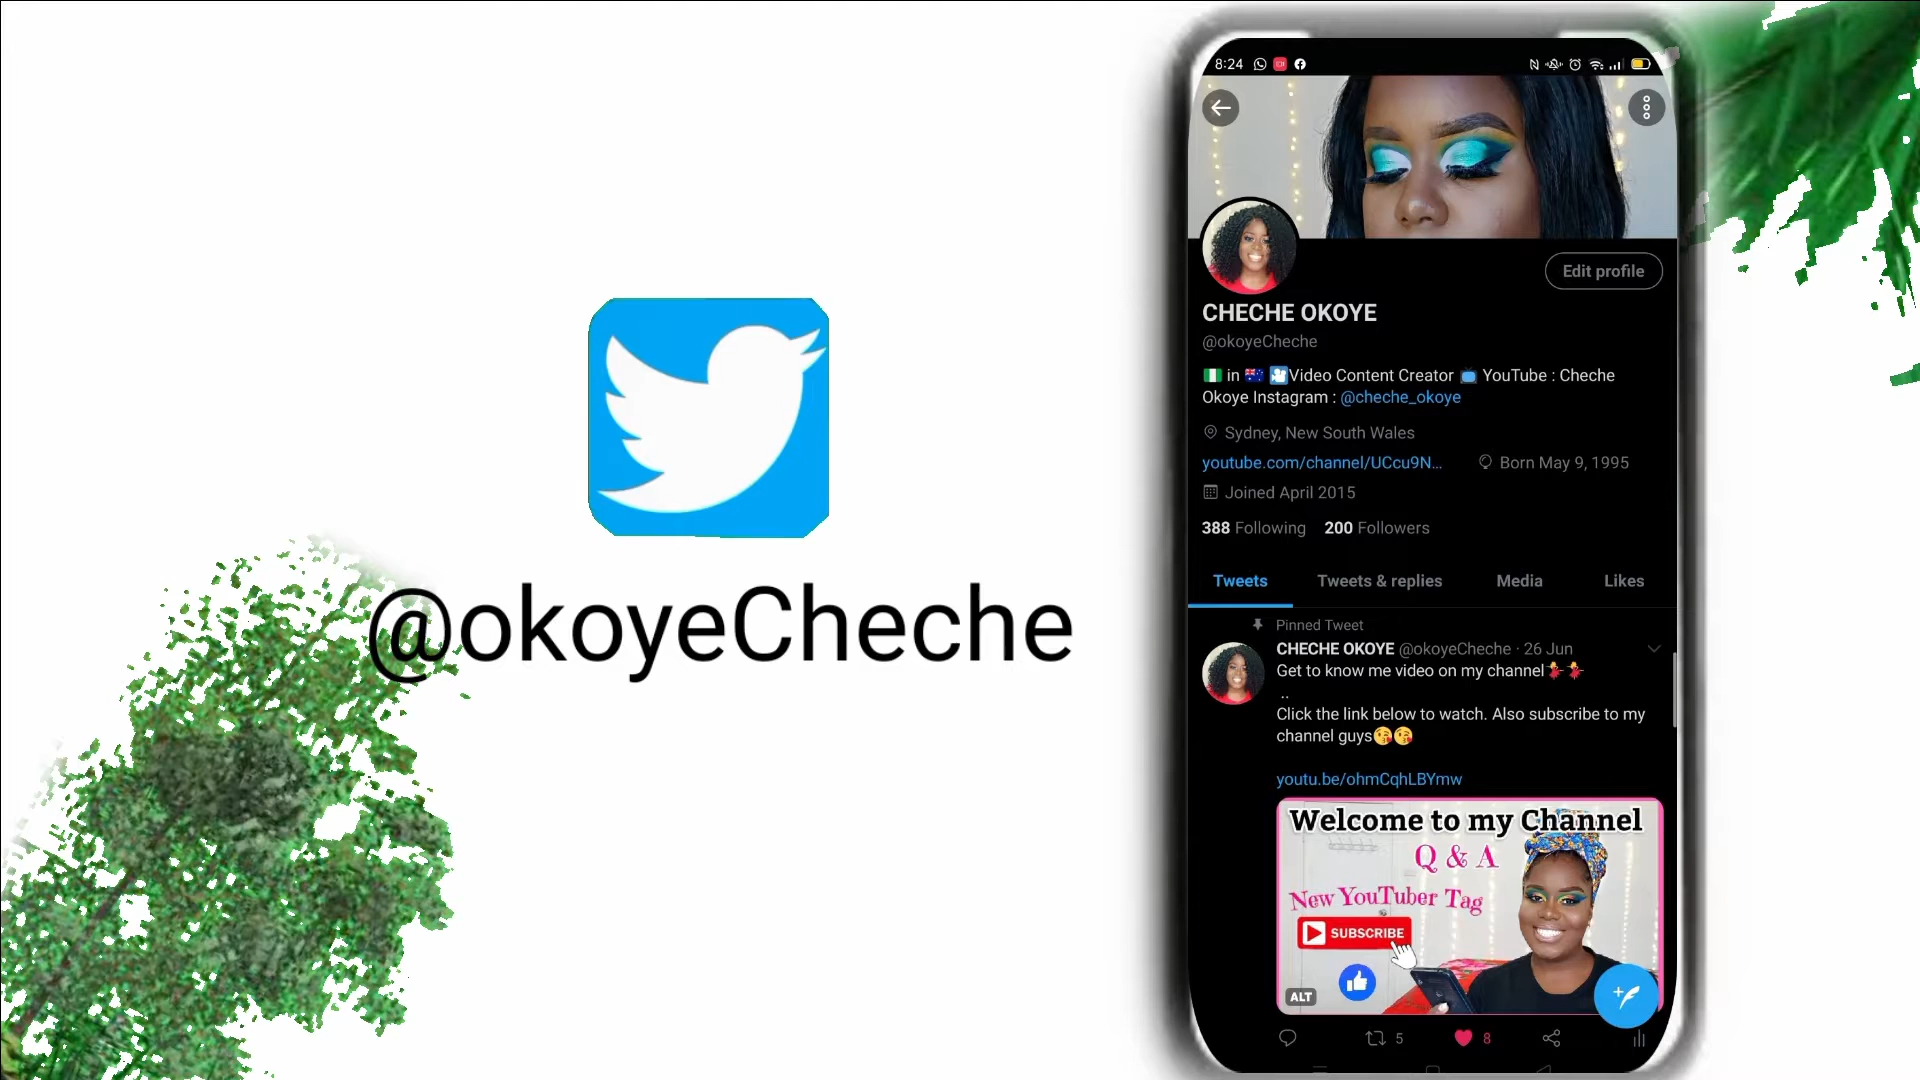 @okoyeCheche
8:24
Edit profile
CHECHE OKOYE
@okoyeCheche
🇳🇬 in 🇦🇺 🎦Video Content Creator 📺 YouTube : Cheche
Okoye Instagram : @cheche_okoye
Sydney, New South Wales
youtube.com/channel/UCcu9N... Born May 9, 1995
Joined April 2015
388 Following 200 Followers
Tweets Tweets & replies Media Likes
Pinned Tweet
CHECHE OKOYE @okoyeCheche · 26 Jun
Get to know me video on my channel💃💃
..
Click the link below to watch. Also subscribe to my
channel guys😘😘
youtu.be/ohmCqhLBYmw
Welcome to my Channel
Q & A
New YouTuber Tag
SUBSCRIBE
ALT
5 8